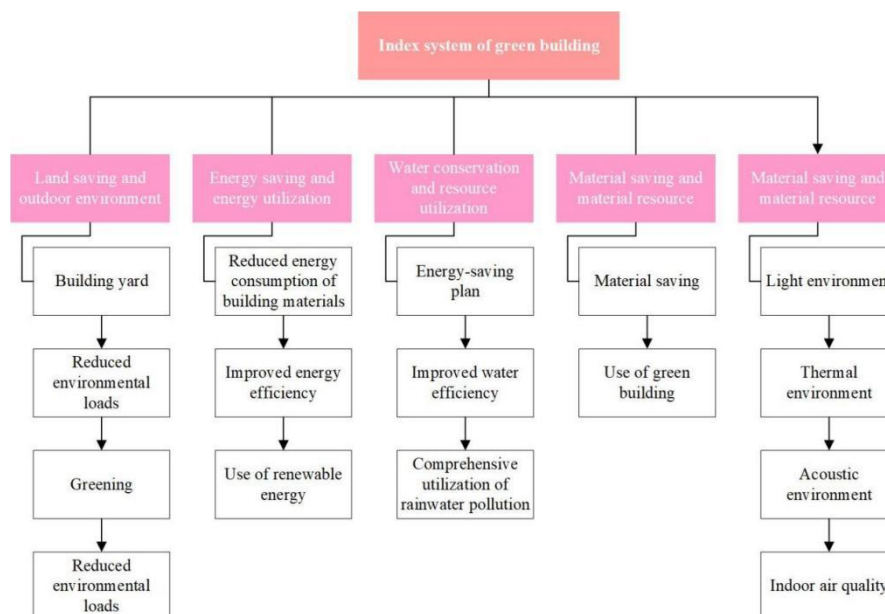 Index system of green building
Land saving and
outdoor environment
Energy saving and
energy utilization
Water conservation
and resource
utilization
Material saving and
material resource
Material saving and
material resource
Building yard
Reduced energy
consumption of
building materials
Energy-saving
plan
Material saving
Light environment
Reduced
environmental
loads
Improved energy
efficiency
Improved water
efficiency
Use of green
building
Thermal
environment
Greening
Use of renewable
energy
Comprehensive
utilization of
rainwater pollution
Acoustic
environment
Reduced
environmental
loads
Indoor air quality